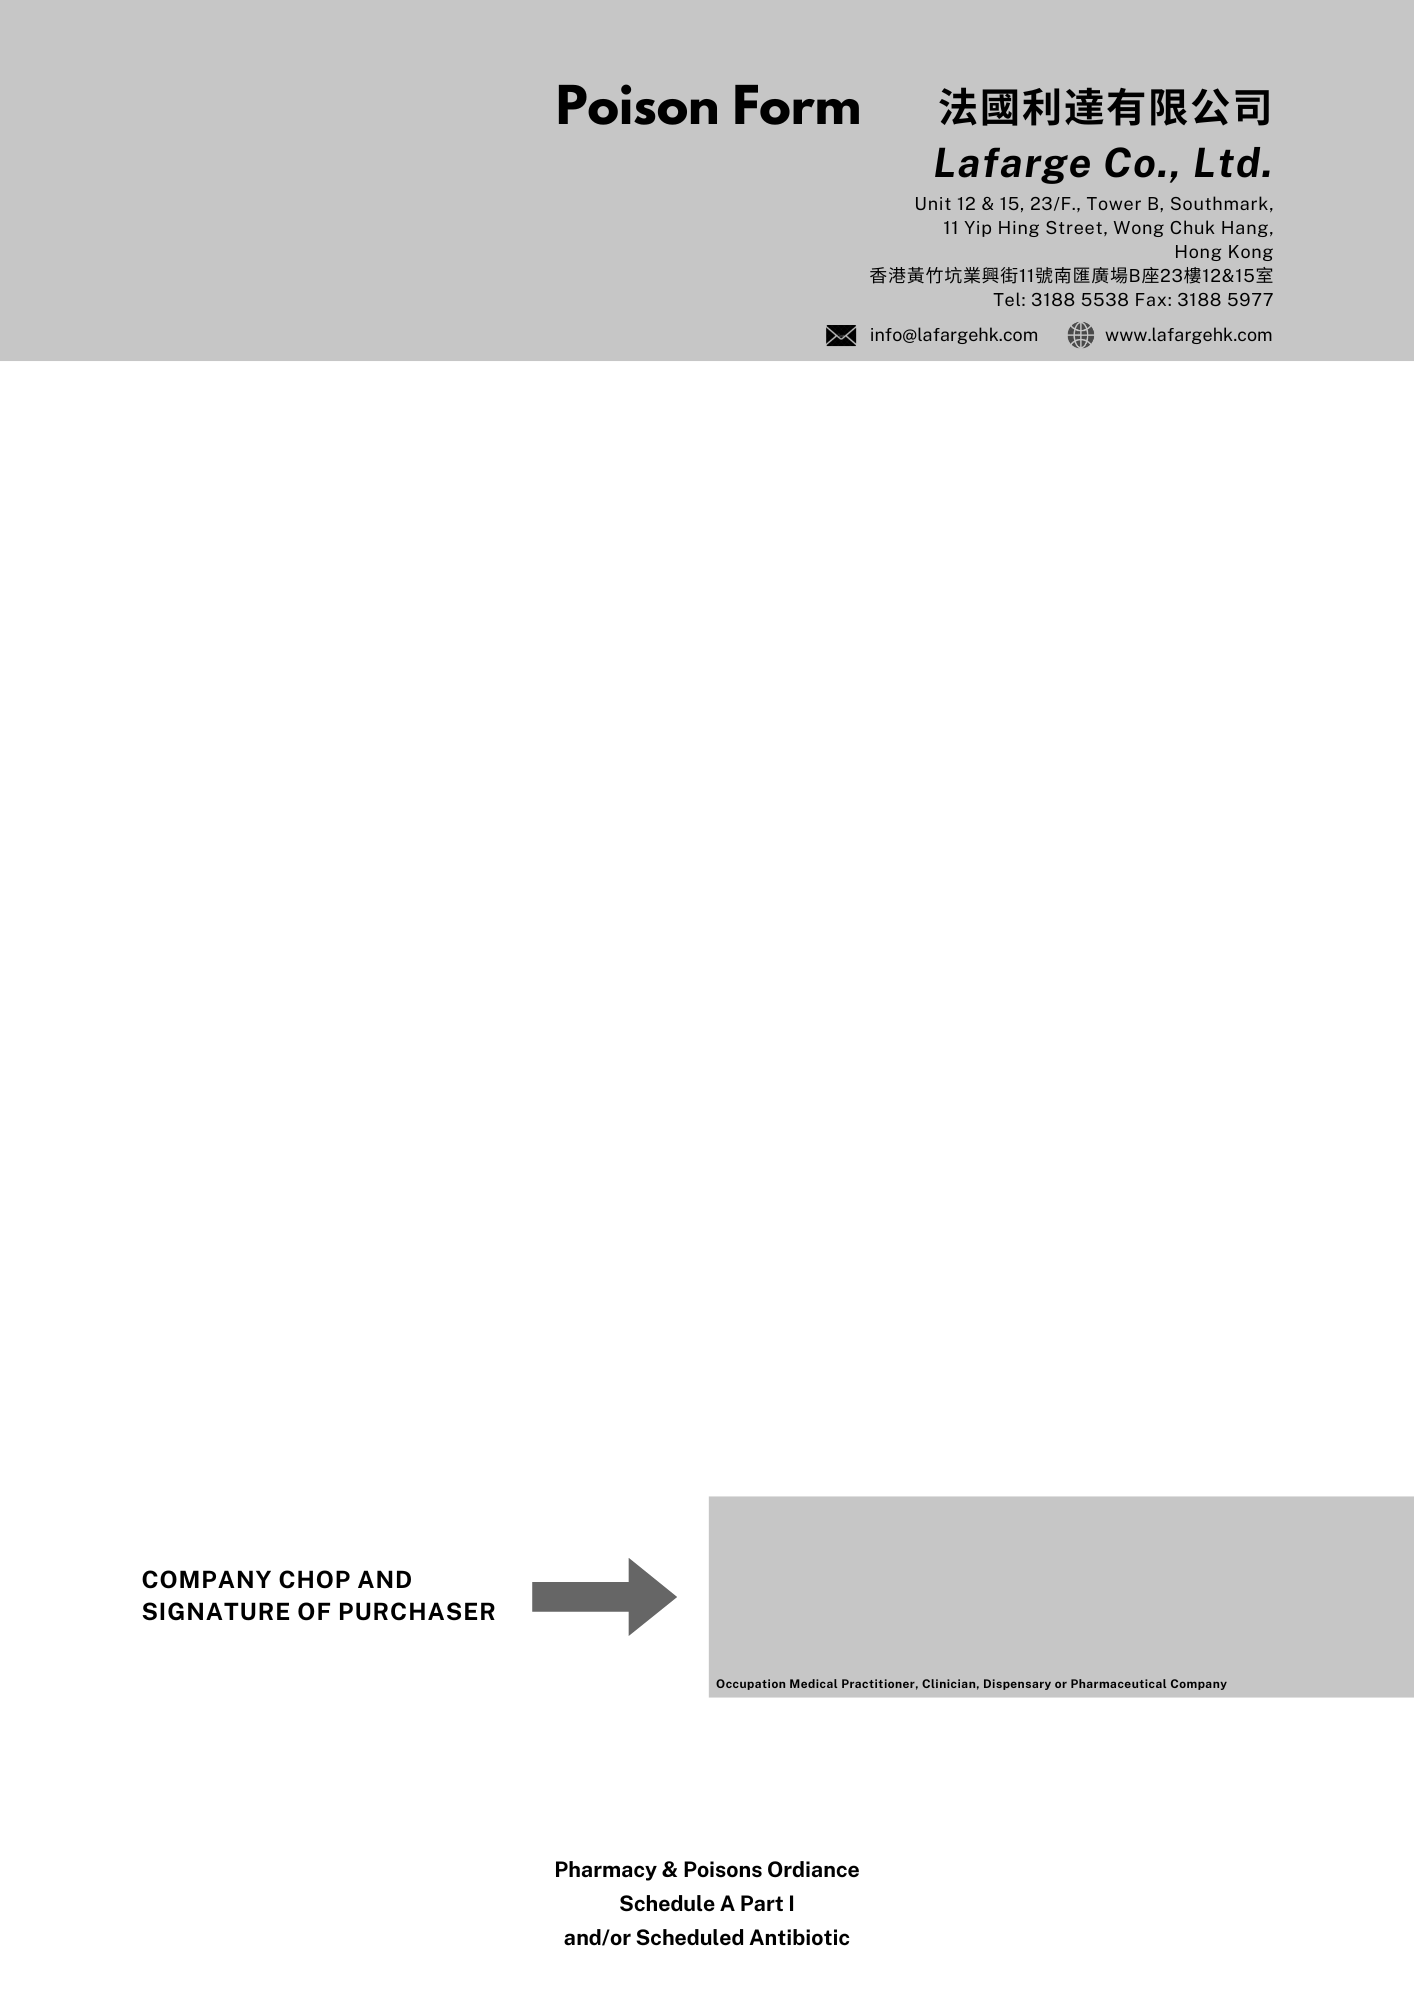 Poison Form
法國利達有限公司
Lafarge Co., Ltd.
Unit 12 & 15, 23/F., Tower B, Southmark,
11 Yip Hing Street, Wong Chuk Hang,
Hong Kong
香港黃竹坑業興街11號南匯廣場B座23樓12&15室
Tel: 3188 5538 Fax: 3188 5977
info@lafargehk.com www.lafargehk.com
COMPANY CHOP AND
SIGNATURE OF PURCHASER
Occupation Medical Practitioner, Clinician, Dispensary or Pharmaceutical Company
Pharmacy & Poisons Ordiance
Schedule A Part I
and/or Scheduled Antibiotic